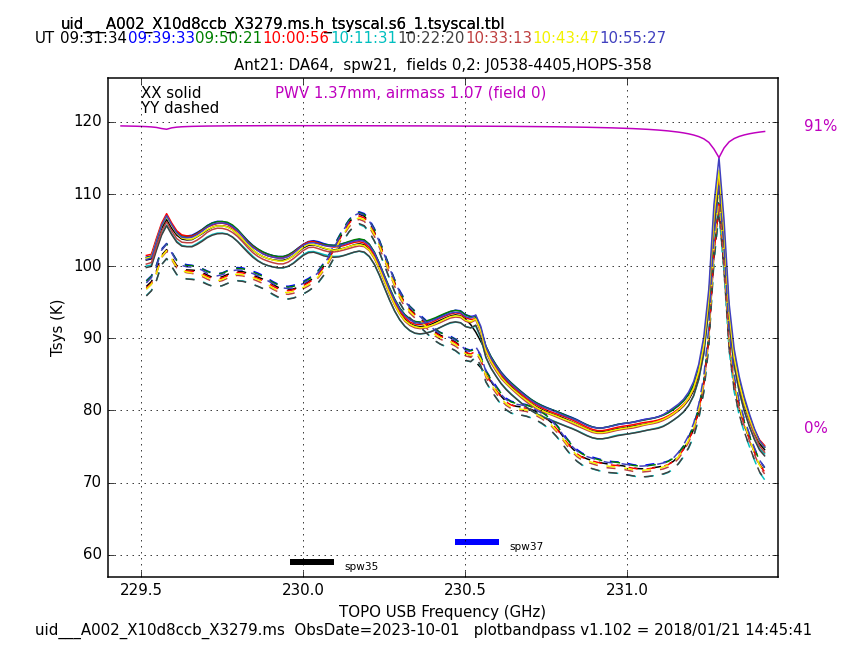 uid___A002_X10d8ccb_X3279.ms.h_tsyscal.s6_1.tsyscal.tbl
UT 09:31:34 09:39:33 09:50:21 10:00:56 10:11:31 10:22:20 10:33:13 10:43:47 10:55:27
Ant21: DA64, spw21, fields 0,2: J0538-4405,HOPS-358
XX solid
PWV 1.37mm, airmass 1.07 (field 0)
YY dashed
91%
0%
120
110
100
90
80
70
60
Tsys (K)
spw37
spw35
229.5 230.0 230.5 231.0
TOPO USB Frequency (GHz)
uid___A002_X10d8ccb_X3279.ms ObsDate=2023-10-01 plotbandpass v1.102 = 2018/01/21 14:45:41